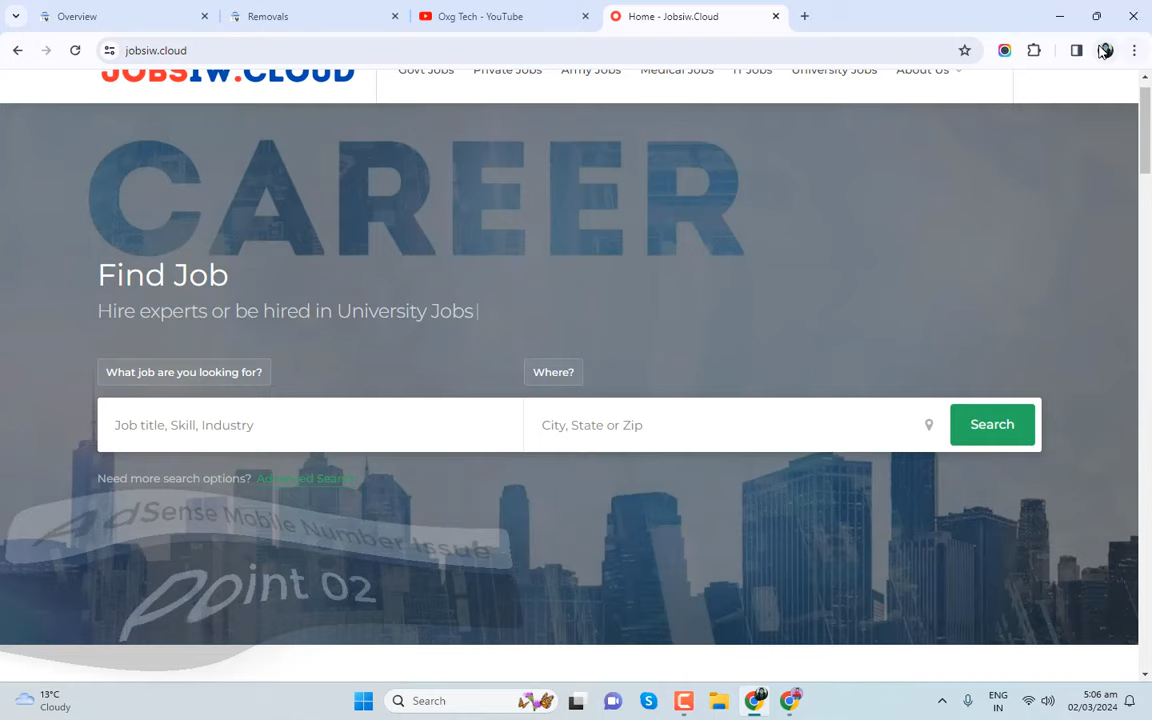 Overview
Removals
Oxg Tech - YouTube
Home - Jobsiw.Cloud
jobsiw.cloud
JOBSIW.CLOUD
Govt Jobs
Private Jobs
Army Jobs
Medical Jobs
IT Jobs
University Jobs
About Us
CAREER
Find Job
Hire experts or be hired in University Jobs
What job are you looking for?
Where?
Job title, Skill, Industry
City, State or Zip
Search
Need more search options? Advanced Search
AdSense Mobile Number Issue
Point 02
13°C
Cloudy
Search
ENG
IN
5:06 am
02/03/2024